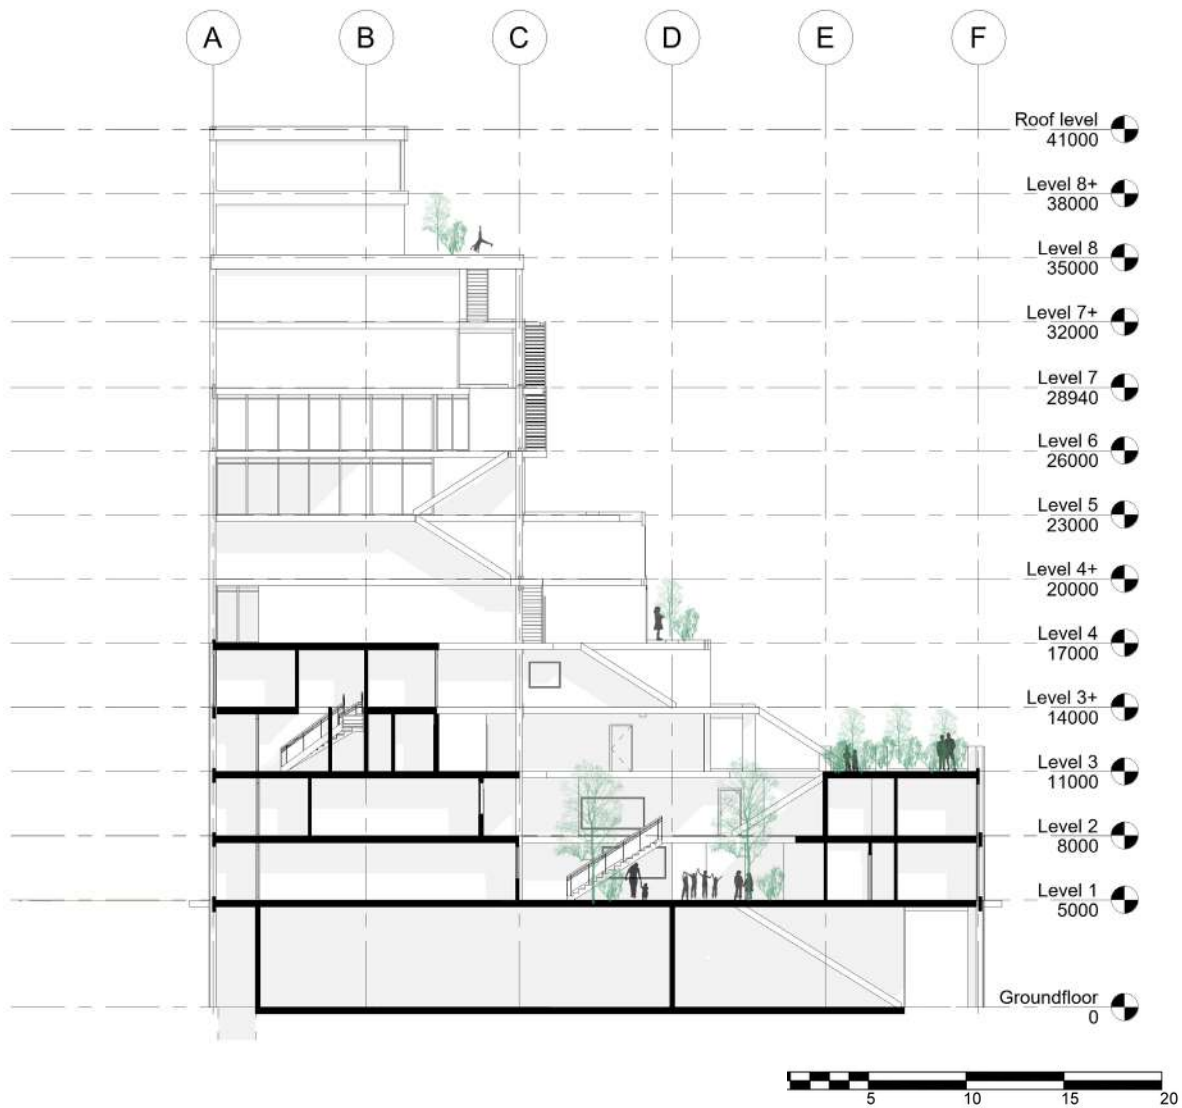 A B C D E F
Roof level
41000
Level 8+
38000
Level 8
35000
Level 7+
32000
Level 7
28940
Level 6
26000
Level 5
23000
Level 4+
20000
Level 4
17000
Level 3+
14000
Level 3
11000
Level 2
8000
Level 1
5000
Groundfloor
0
5 10 15 20